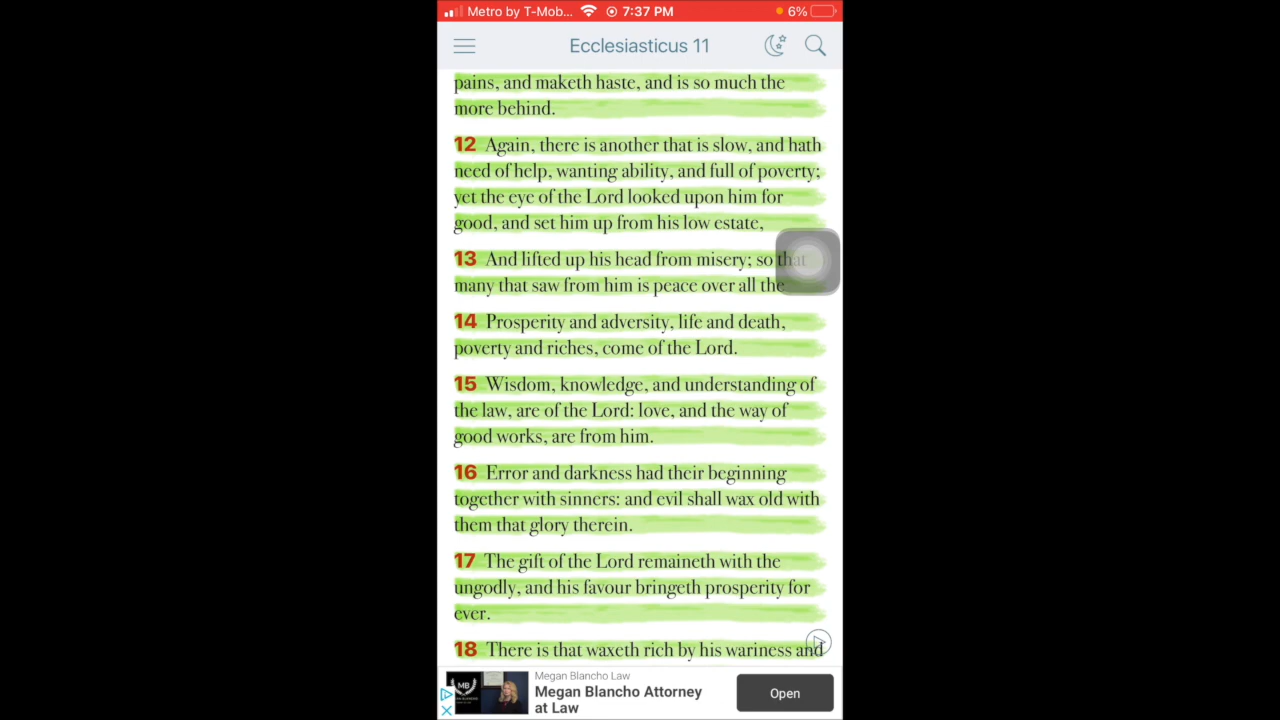 Metro by T-Mob... 7:37 PM 6%
Ecclesiasticus 11
pains, and maketh haste, and is so much the
more behind.
12 Again, there is another that is slow, and hath
need of help, wanting ability, and full of poverty;
yet the eye of the Lord looked upon him for
good, and set him up from his low estate,
13 And lifted up his head from misery; so that
many that saw from him is peace over all the
14 Prosperity and adversity, life and death,
poverty and riches, come of the Lord.
15 Wisdom, knowledge, and understanding of
the law, are of the Lord: love, and the way of
good works, are from him.
16 Error and darkness had their beginning
together with sinners: and evil shall wax old with
them that glory therein.
17 The gift of the Lord remaineth with the
ungodly, and his favour bringeth prosperity for
ever.
18 There is that waxeth rich by his wariness and
MB
Megan Blancho Law
Megan Blancho Attorney
at Law
Open